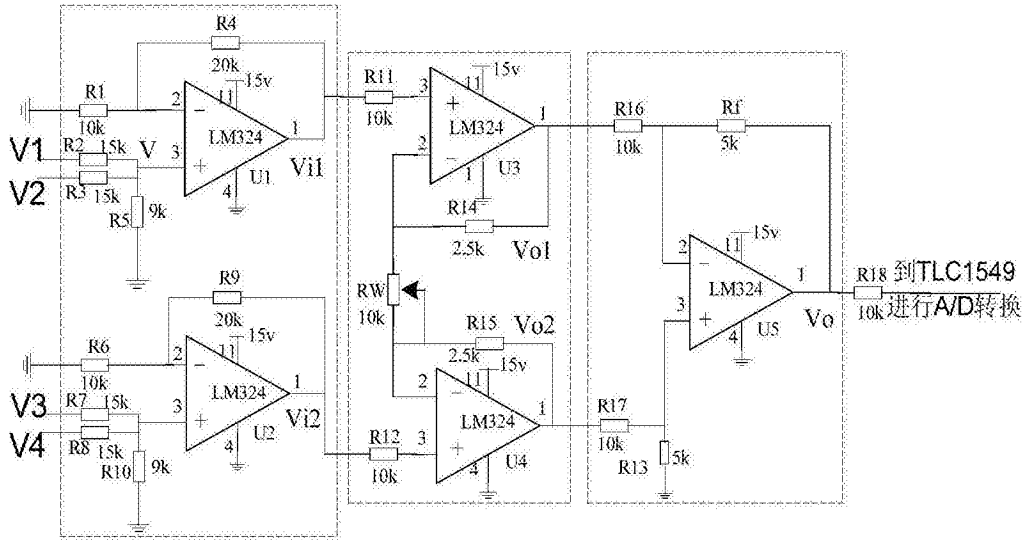 R4
20k
R1
10k
2
11
15v
LM324
1
V1
R2
15k
V
3
V2
R3
15k
4
U1
Vi1
R5
9k
R9
20k
R6
10k
2
11
15v
LM324
1
V3
R7
15k
3
V4
R8
15k
4
U2
Vi2
R10
9k
R11
10k
3
11
15v
LM324
1
2
1
U3
R14
2.5k
Vo1
RW
10k
R15
2.5k
Vo2
2
11
15v
LM324
1
R12
10k
3
4
U4
R16
10k
Rf
5k
2
11
15v
LM324
1
3
4
U5
Vo
R17
10k
R13
5k
R18
10k
到TLC1549
进行A/D转换